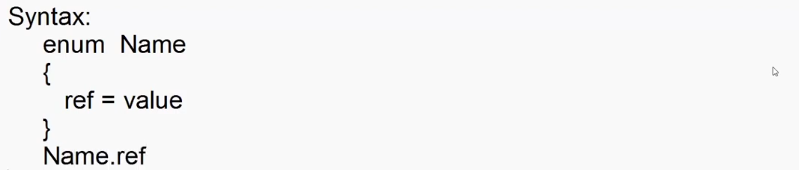 Syntax:
enum Name
{
ref = value
}
Name.ref